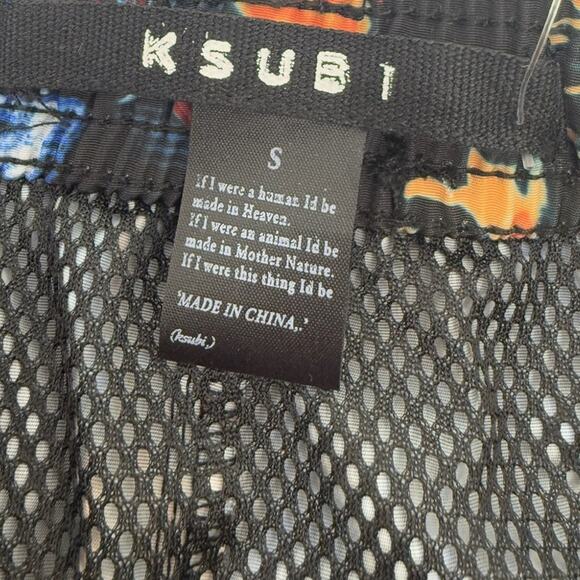 KSUBI
S
If I were a human Id be
made in Heaven.
If I were an animal Id be
made in Mother Nature.
If I were this thing Id be
'MADE IN CHINA,.'
(ksubi,)